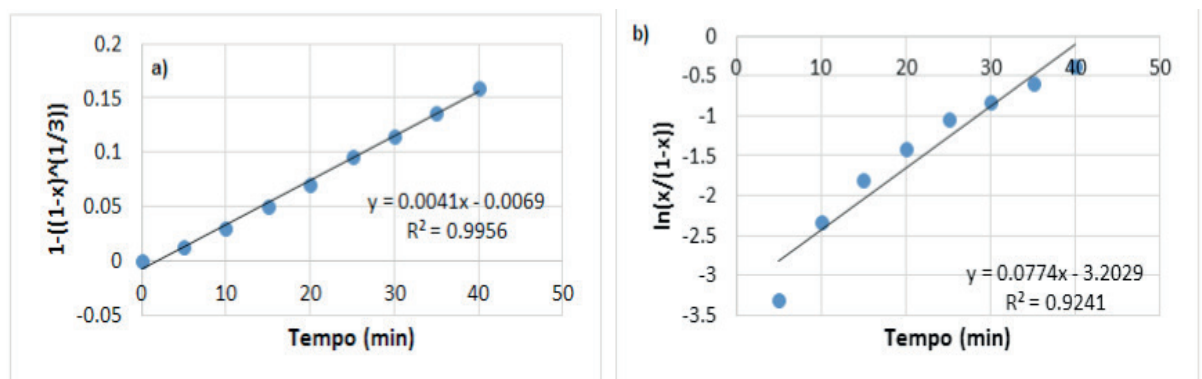 a)
0.2
0.15
0.1
0.05
0
-0.05
0 10 20 30 40 50
1-((1-x)^(1/3))
y = 0.0041x - 0.0069
R² = 0.9956
Tempo (min)
b)
0
-0.5
-1
-1.5
-2
-2.5
-3
-3.5
0 10 20 30 40 50
ln(x/(1-x))
y = 0.0774x - 3.2029
R² = 0.9241
Tempo (min)